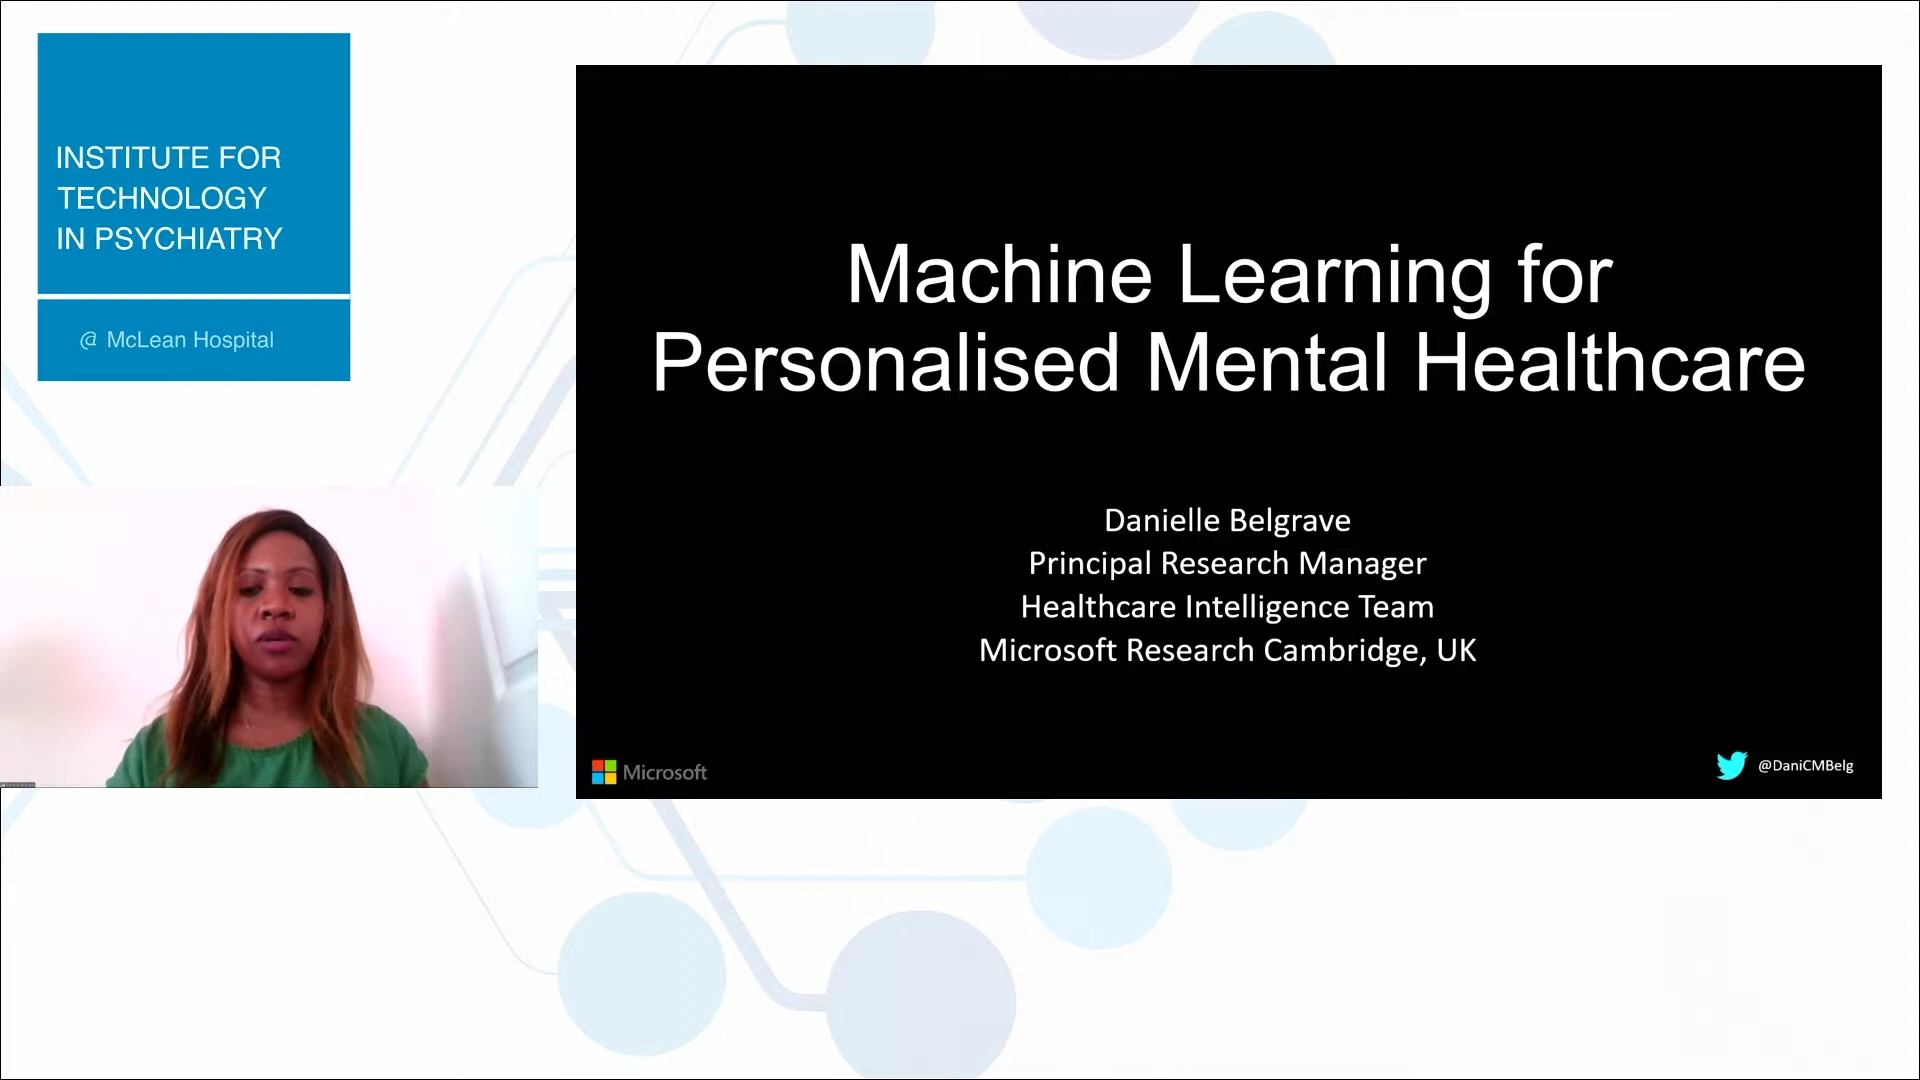 INSTITUTE FOR
TECHNOLOGY
IN PSYCHIATRY
@ McLean Hospital
Machine Learning for
Personalised Mental Healthcare
Danielle Belgrave
Principal Research Manager
Healthcare Intelligence Team
Microsoft Research Cambridge, UK
Microsoft
@DaniCMBelg